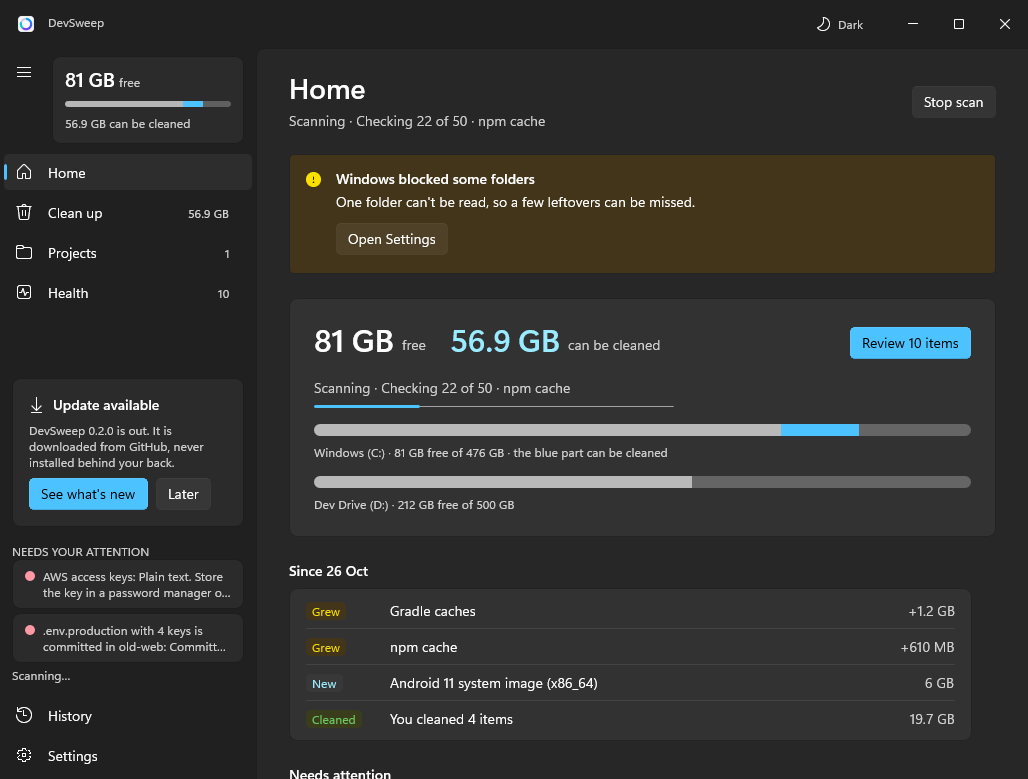 DevSweep
Dark
81 GB free
56.9 GB can be cleaned
Home
Clean up 56.9 GB
Projects 1
Health 10
Update available
DevSweep 0.2.0 is out. It is
downloaded from GitHub, never
installed behind your back.
See what's new
Later
NEEDS YOUR ATTENTION
AWS access keys: Plain text. Store
the key in a password manager o...
.env.production with 4 keys is
committed in old-web: Committ...
Scanning...
History
Settings
Home
Scanning · Checking 22 of 50 · npm cache
Stop scan
Windows blocked some folders
One folder can't be read, so a few leftovers can be missed.
Open Settings
81 GB free 56.9 GB can be cleaned
Review 10 items
Scanning · Checking 22 of 50 · npm cache
Windows (C:) · 81 GB free of 476 GB · the blue part can be cleaned
Dev Drive (D:) · 212 GB free of 500 GB
Since 26 Oct
Grew Gradle caches +1.2 GB
Grew npm cache +610 MB
New Android 11 system image (x86_64) 6 GB
Cleaned You cleaned 4 items 19.7 GB
Needs attention